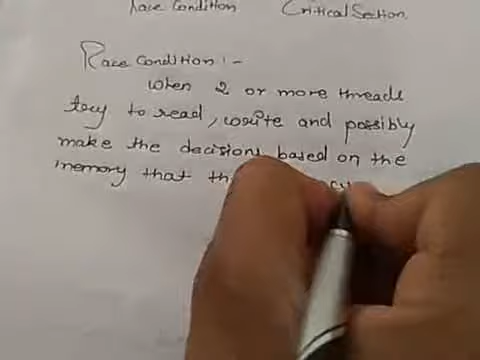 Race Condition Critical Section
Race Condition :-
When 2 or more threads
try to read, write and possibly
make the decisions based on the
memory that